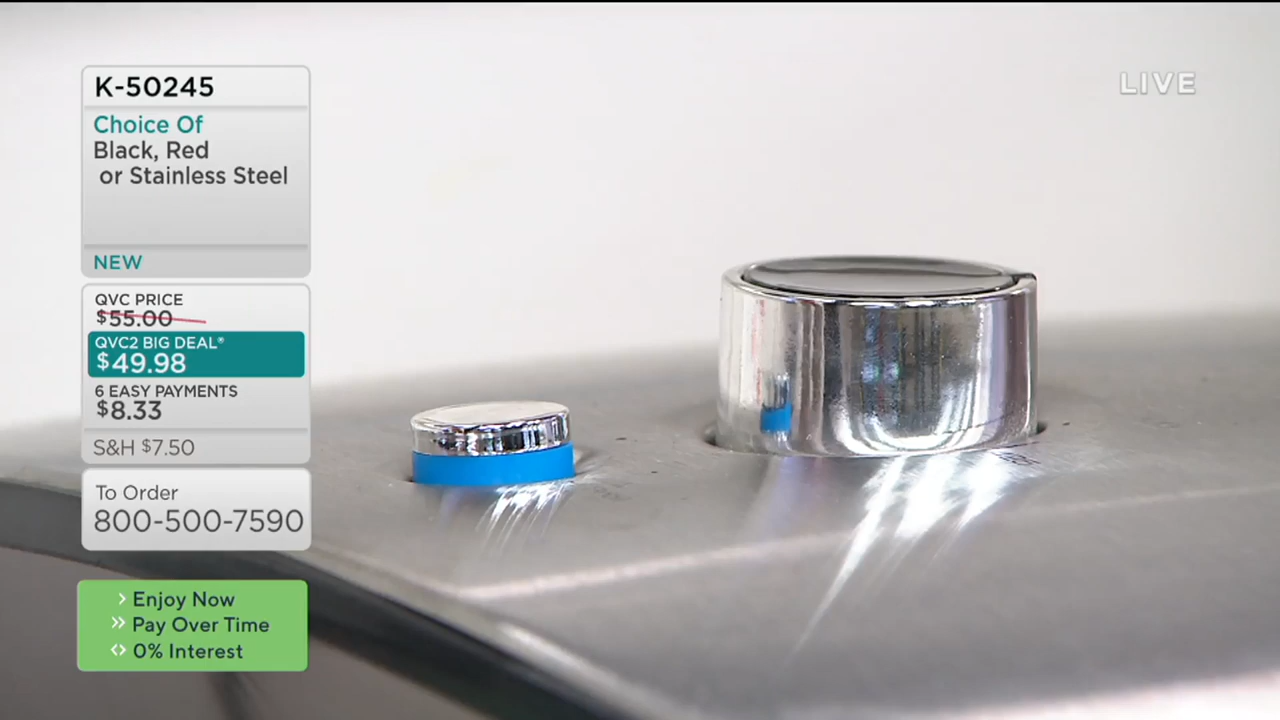 K-50245
Choice Of
Black, Red
or Stainless Steel
NEW
QVC PRICE
$55.00
QVC2 BIG DEAL®
$49.98
6 EASY PAYMENTS
$8.33
S&H $7.50
To Order
800-500-7590
> Enjoy Now
>> Pay Over Time
<> 0% Interest
LIVE